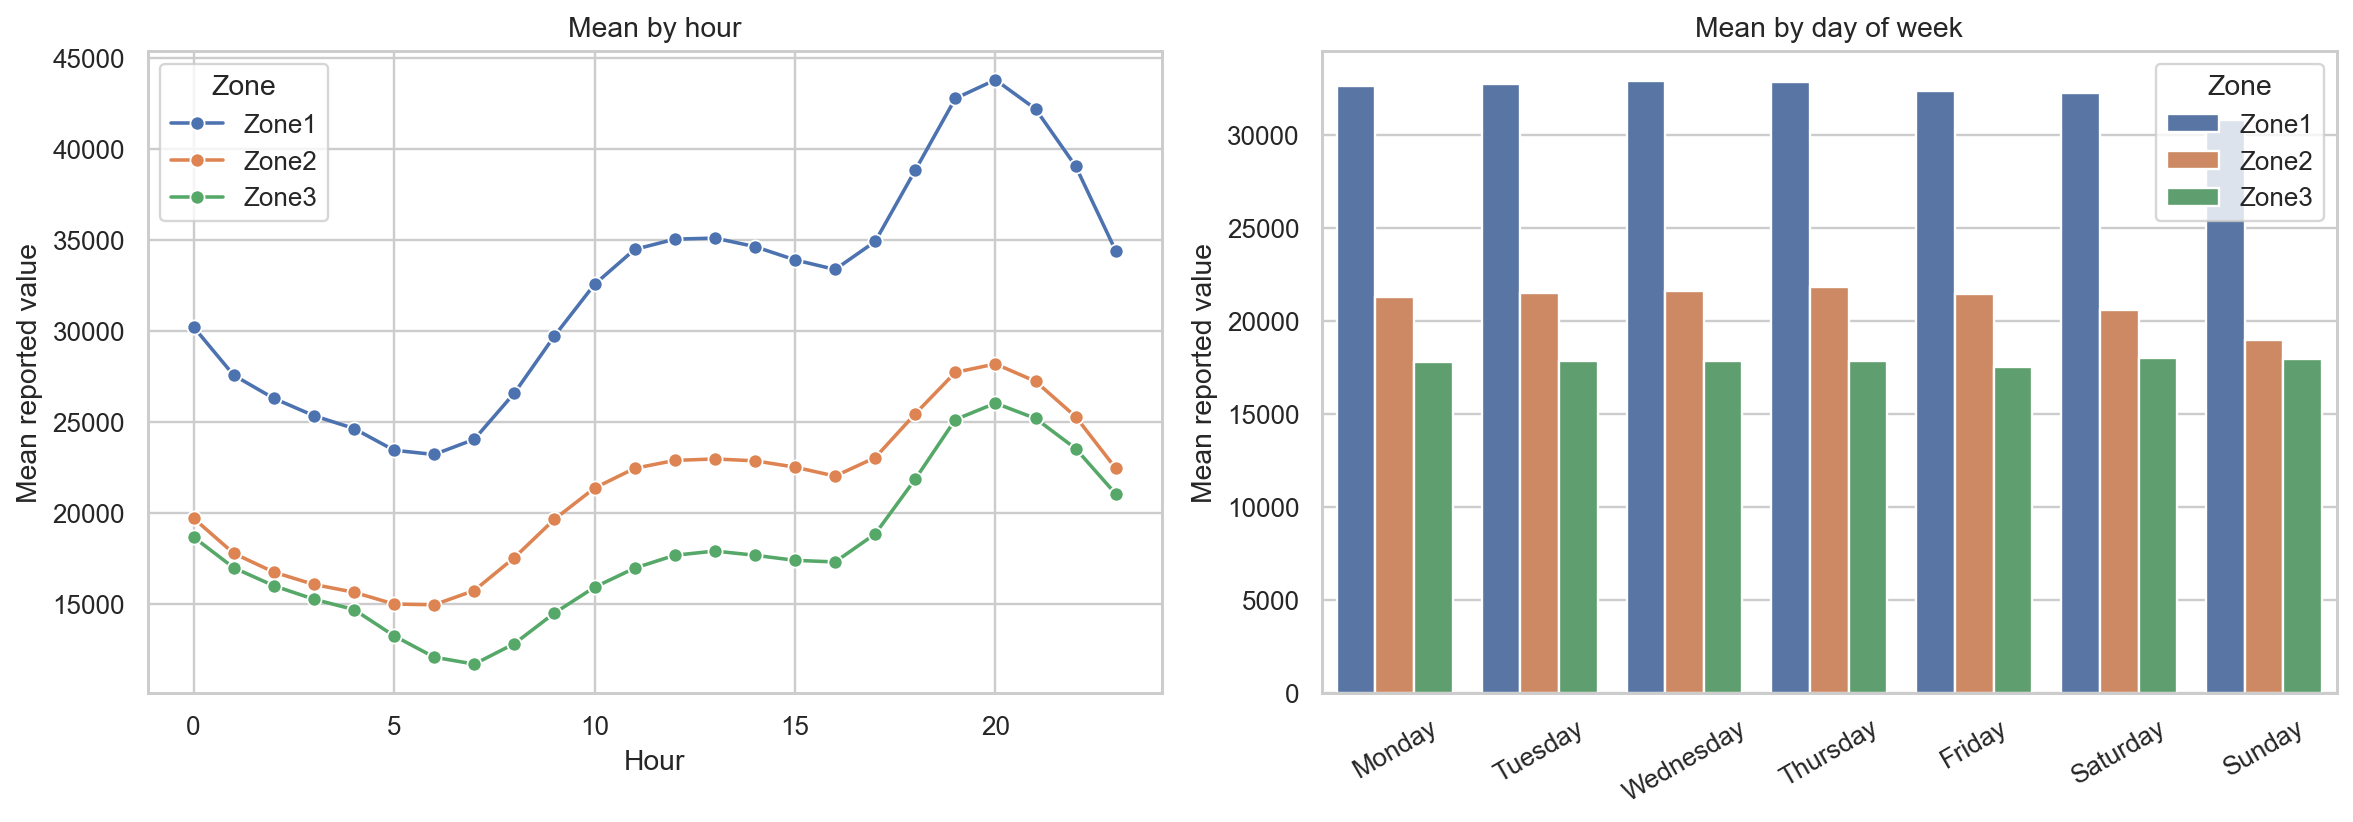 Mean by hour
Mean reported value
45000
40000
35000
30000
25000
20000
15000
Zone
Zone1
Zone2
Zone3
0 5 10 15 20
Hour
Mean by day of week
Mean reported value
30000
25000
20000
15000
10000
5000
0
Zone
Zone1
Zone2
Zone3
Monday Tuesday Wednesday Thursday Friday Saturday Sunday